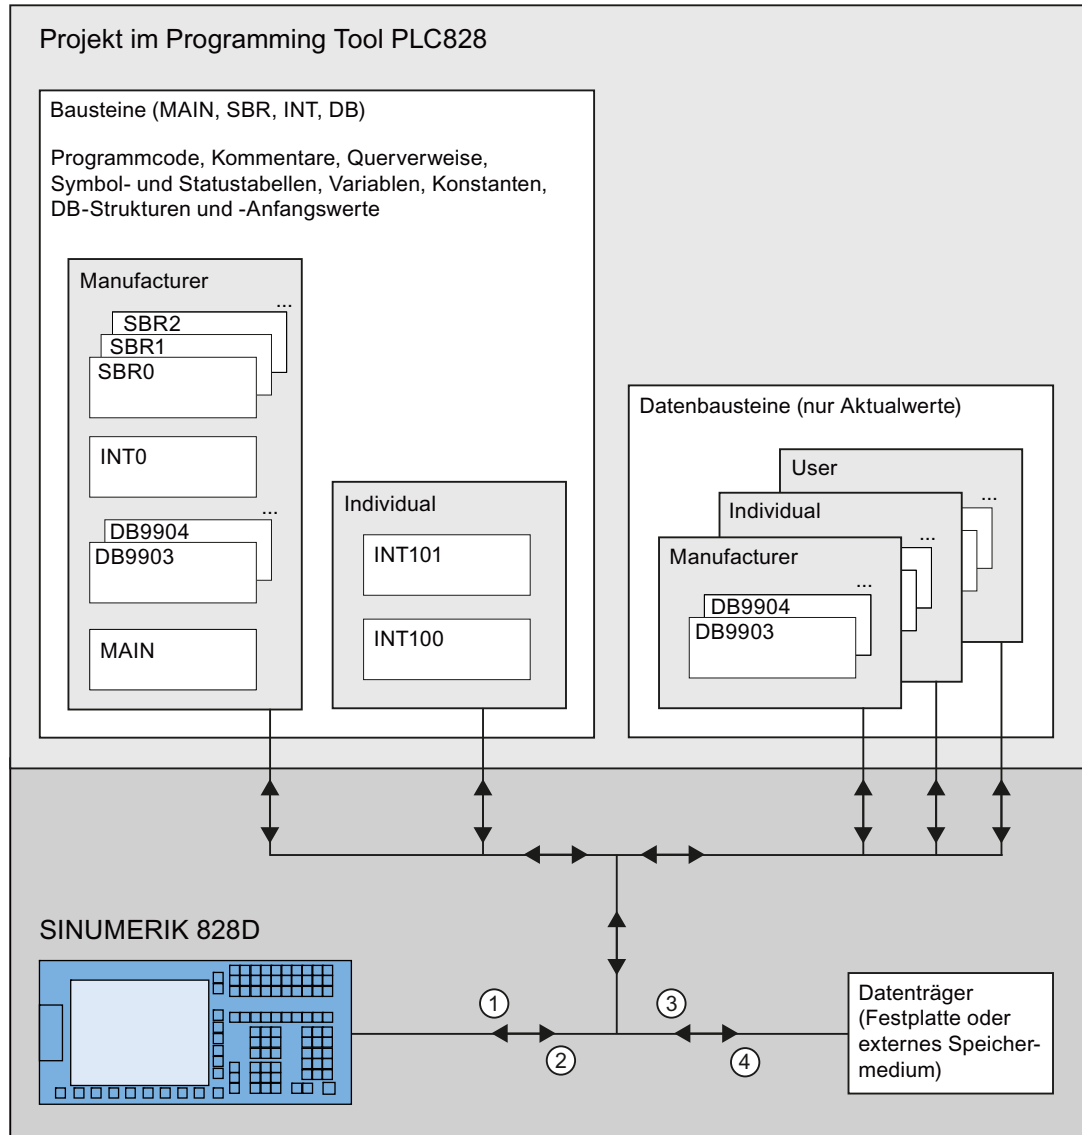 Projekt im Programming Tool PLC828
Bausteine (MAIN, SBR, INT, DB)
Programmcode, Kommentare, Querverweise,
Symbol- und Statustabellen, Variablen, Konstanten,
DB-Strukturen und -Anfangswerte
Manufacturer
...
SBR2
SBR1
SBR0
INT0
...
DB9904
DB9903
MAIN
Individual
INT101
INT100
Datenbausteine (nur Aktualwerte)
User
...
Individual
...
Manufacturer
...
DB9904
DB9903
SINUMERIK 828D
1
2
3
4
Datenträger
(Festplatte oder
externes Speicher-
medium)